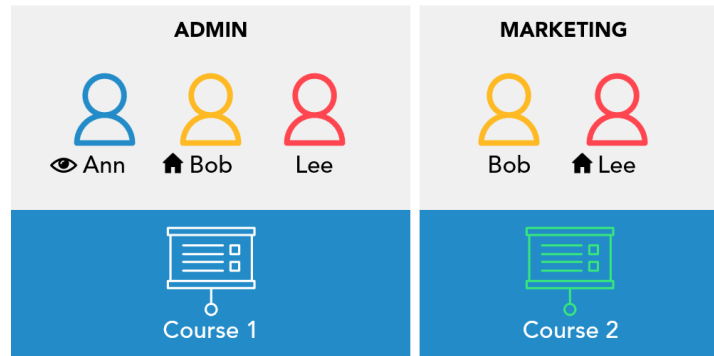 ADMIN
Ann
Bob
Lee
Course 1
MARKETING
Bob
Lee
Course 2